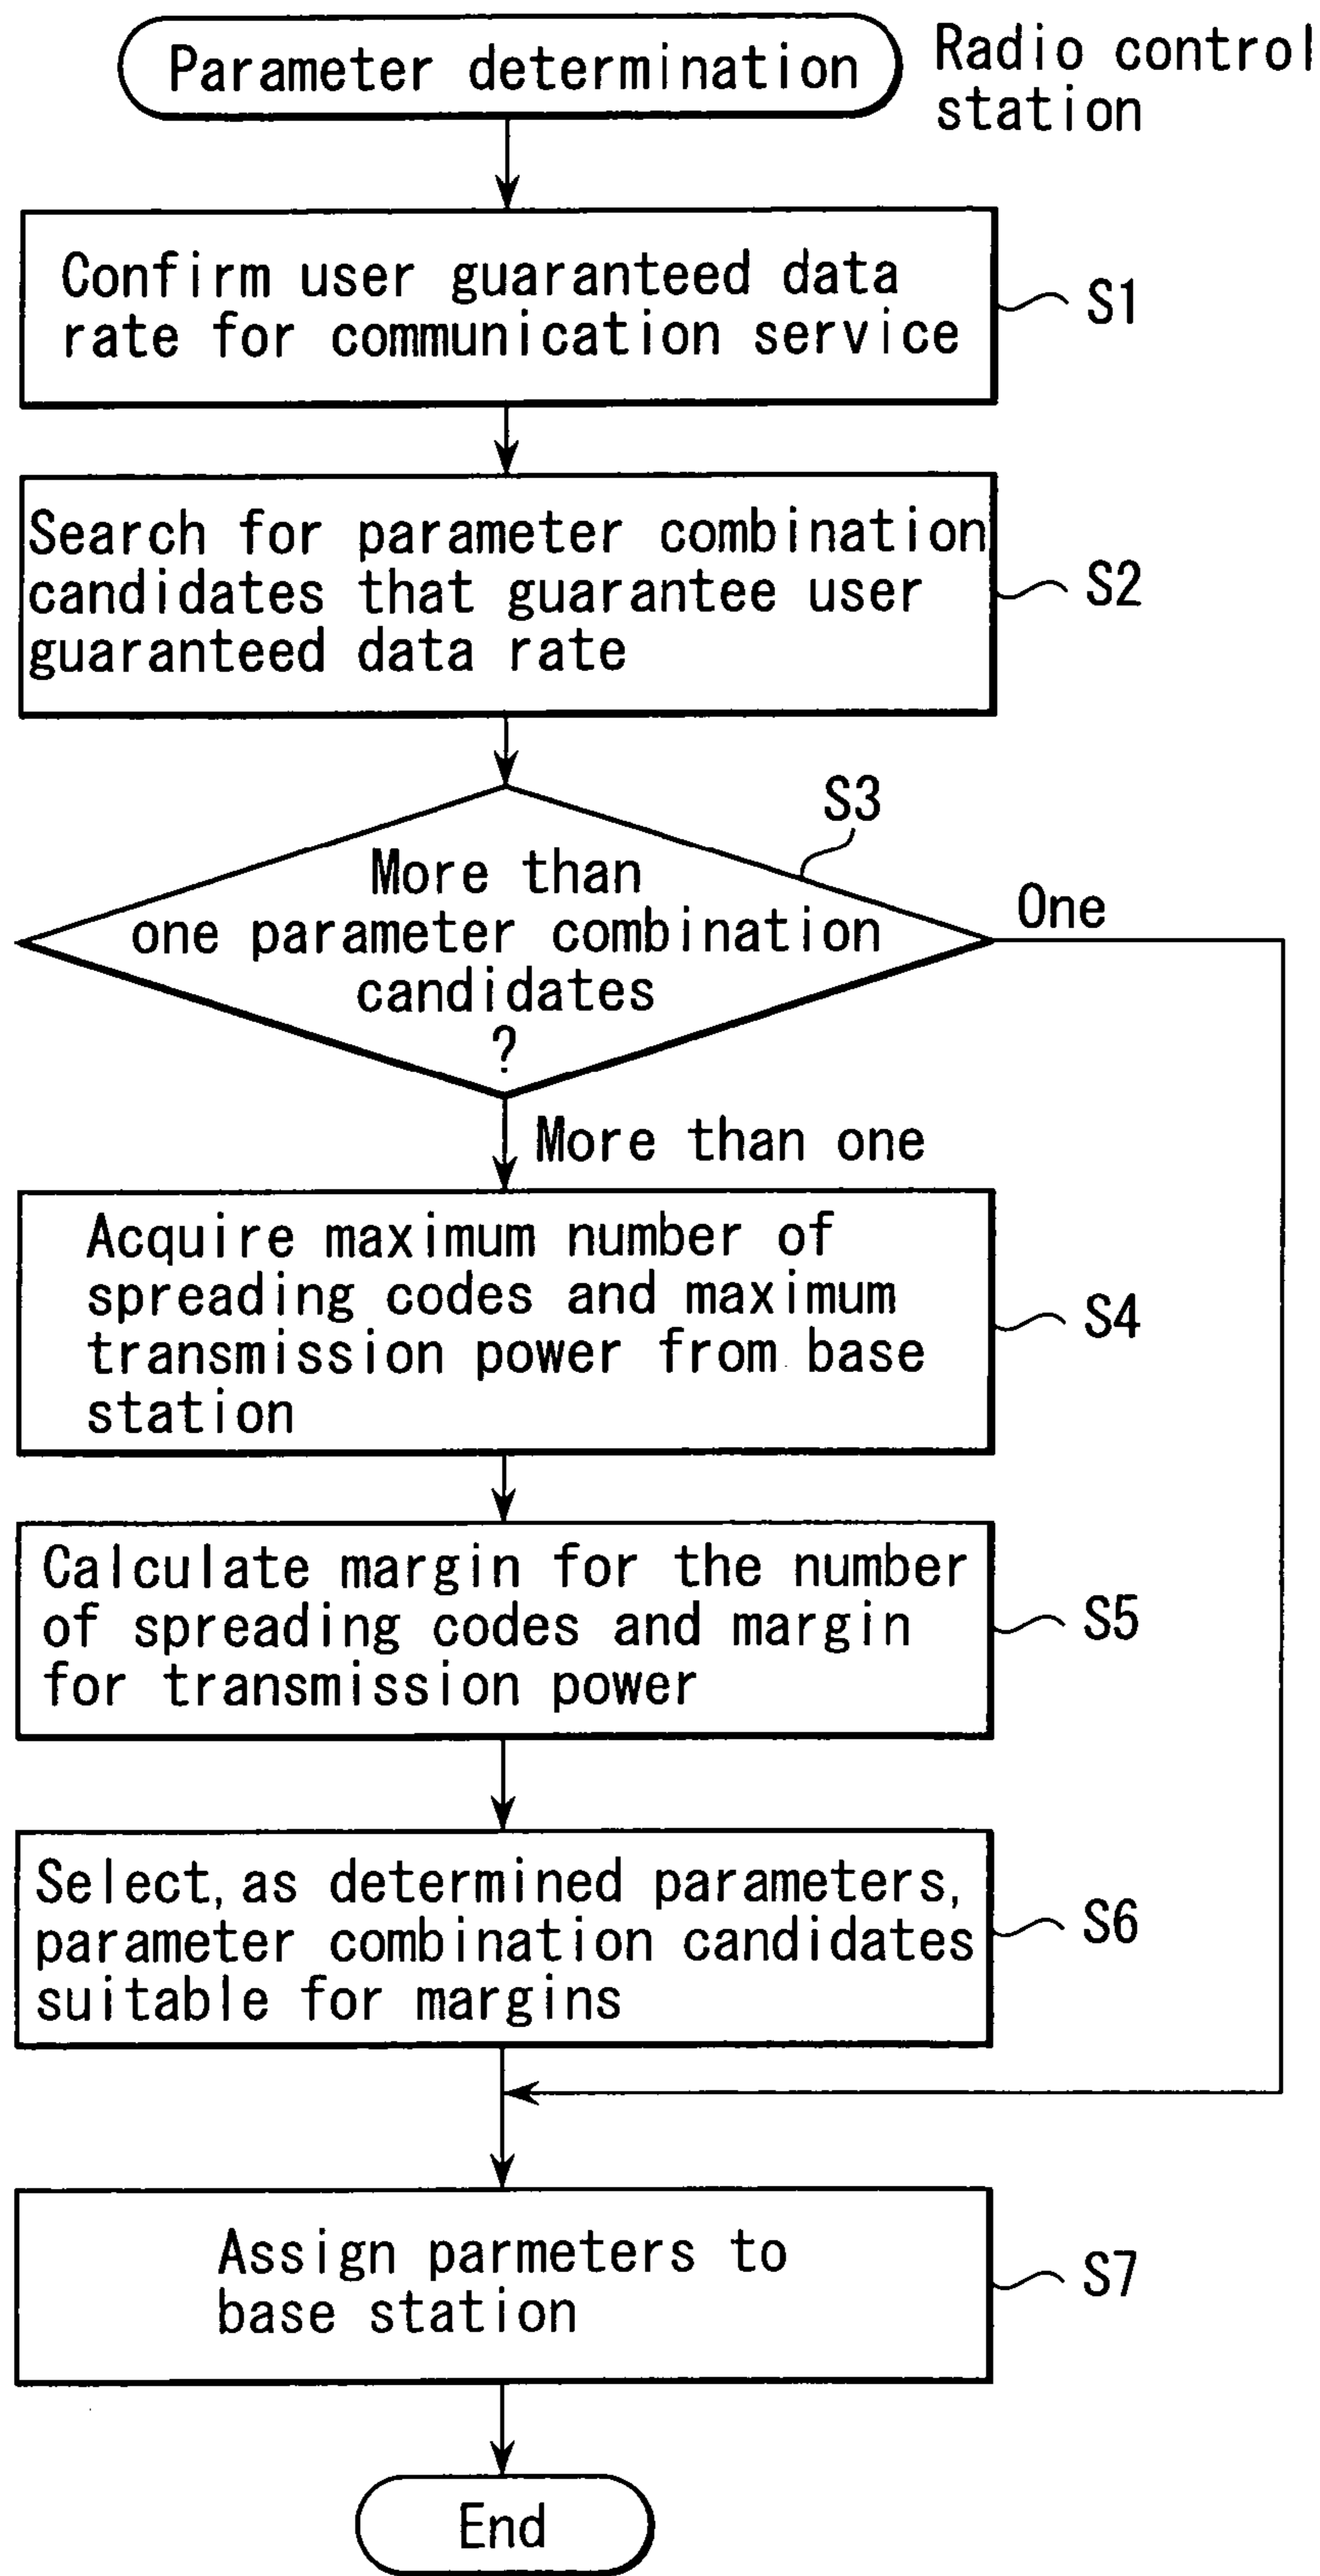 Parameter determination
Radio control
station
Confirm user guaranteed data
rate for communication service
S1
Search for parameter combination
candidates that guarantee user
guaranteed data rate
S2
S3
More than
one parameter combination
candidates
?
One
More than one
Acquire maximum number of
spreading codes and maximum
transmission power from base
station
S4
Calculate margin for the number
of spreading codes and margin
for transmission power
S5
Select, as determined parameters,
parameter combination candidates
suitable for margins
S6
Assign parmeters to
base station
S7
End